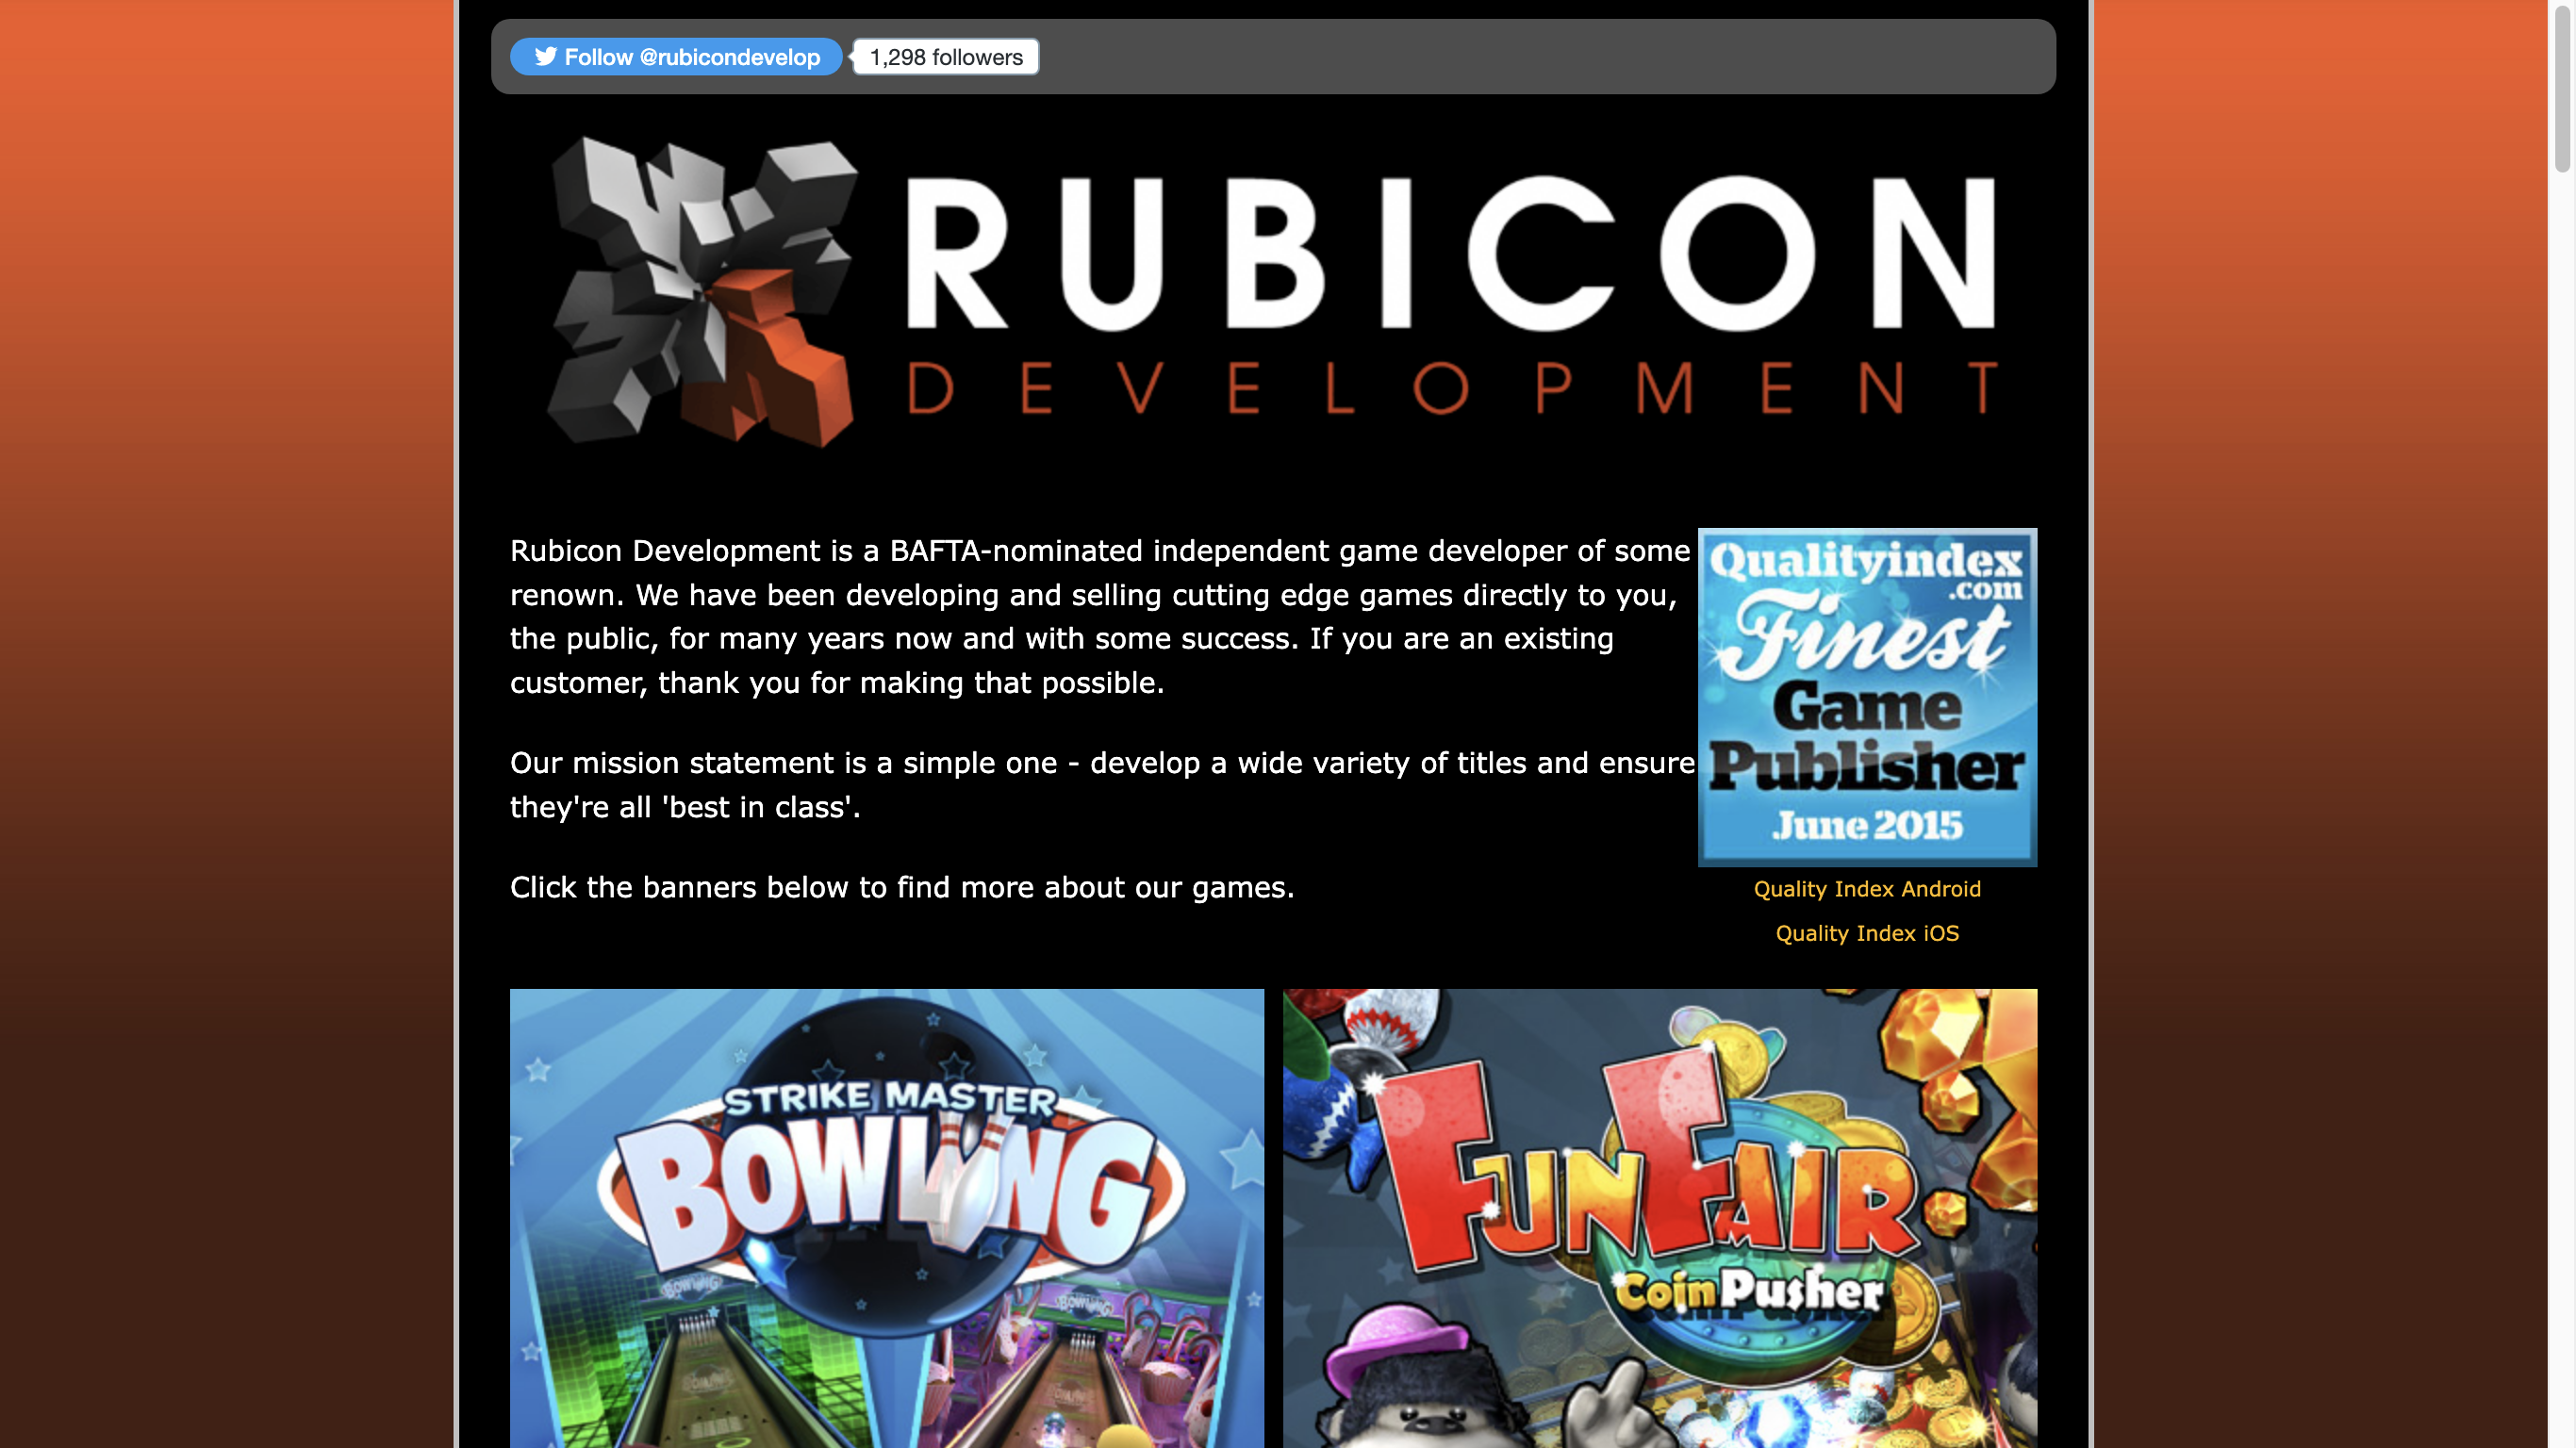 Follow @rubicondevelop
1,298 followers
RUBICON
DEVELOPMENT
Rubicon Development is a BAFTA-nominated independent game developer of some
renown. We have been developing and selling cutting edge games directly to you,
the public, for many years now and with some success. If you are an existing
customer, thank you for making that possible.
Our mission statement is a simple one - develop a wide variety of titles and ensure
they're all 'best in class'.
Click the banners below to find more about our games.
Qualityindex
.com
Finest
Game
Publisher
June 2015
Quality Index Android
Quality Index iOS
STRIKE MASTER
BOWLING
BOWLING
BOWLING
FUNFAIR
Coin Pusher